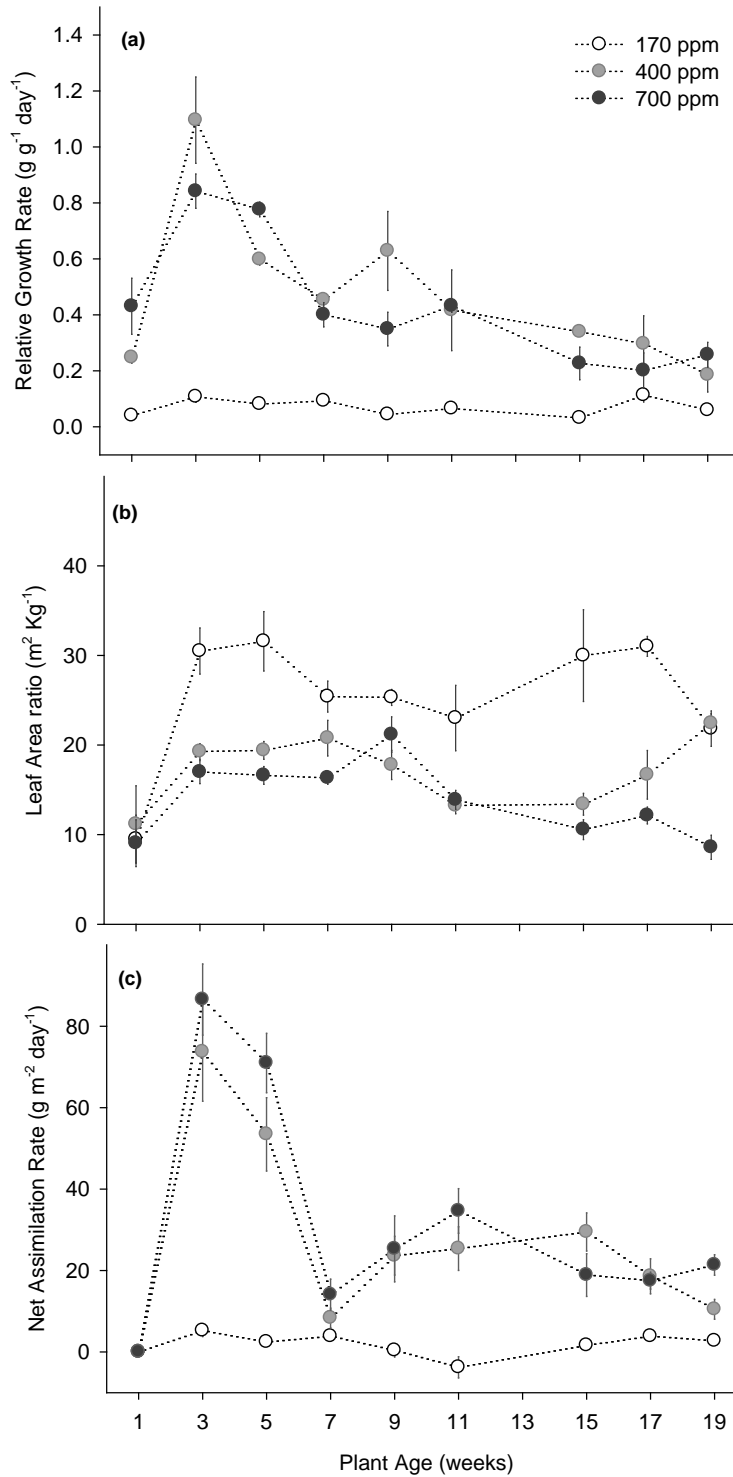 (a)
170 ppm
400 ppm
700 ppm
Relative Growth Rate (g g⁻¹ day⁻¹)
1.4
1.2
1.0
0.8
0.6
0.4
0.2
0.0
(b)
Leaf Area ratio (m² Kg⁻¹)
40
30
20
10
0
(c)
Net Assimilation Rate (g m⁻² day⁻¹)
80
60
40
20
0
1 3 5 7 9 11 13 15 17 19
Plant Age (weeks)